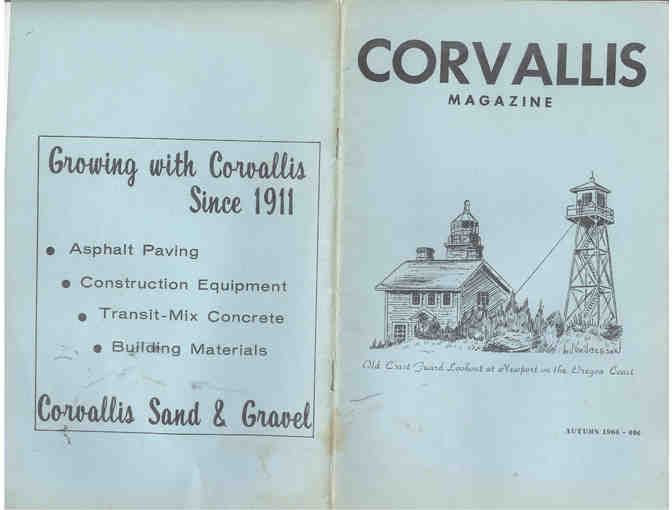 Growing with Corvallis
Since 1911
• Asphalt Paving
• Construction Equipment
• Transit-Mix Concrete
• Building Materials
Corvallis Sand & Gravel
CORVALLIS
MAGAZINE
Old Coast Guard Lookout at Newport on the Oregon Coast
AUTUMN